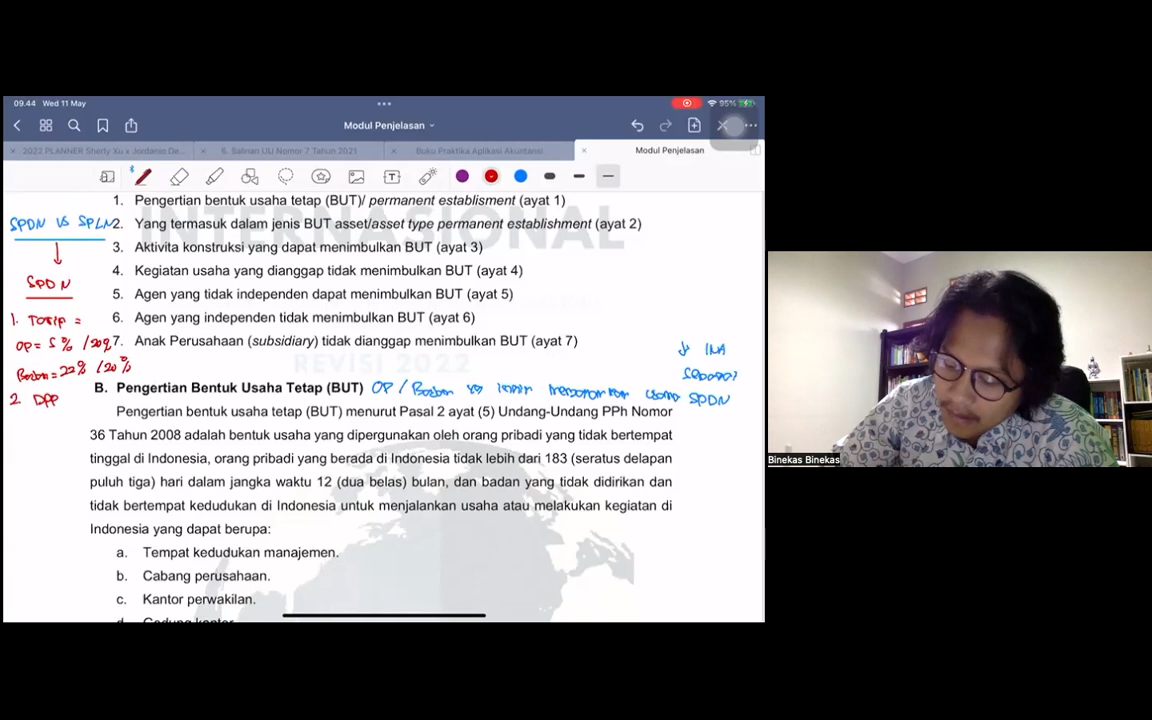 09.44 Wed 11 May
95%
Modul Penjelasan
2022 PLANNER Sherly Xu x Jordanio De...
6. Salinan UU Nomor 7 Tahun 2021
Buku Praktika Aplikasi Akuntansi
Modul Penjelasan
INTERNASIONAL
REVISI 2022
1. Pengertian bentuk usaha tetap (BUT)/ permanent establisment (ayat 1)
SPDN VS SPLN
2. Yang termasuk dalam jenis BUT asset/asset type permanent establishment (ayat 2)
3. Aktivita konstruksi yang dapat menimbulkan BUT (ayat 3)
4. Kegiatan usaha yang dianggap tidak menimbulkan BUT (ayat 4)
SPDN
5. Agen yang tidak independen dapat menimbulkan BUT (ayat 5)
1. Tarif =
6. Agen yang independen tidak menimbulkan BUT (ayat 6)
OP = 5 %
7. Anak Perusahaan (subsidiary) tidak dianggap menimbulkan BUT (ayat 7)
INA
Badan = 22% /20%
sebagai
B. Pengertian Bentuk Usaha Tetap (BUT) OP / Badan SPDN
2. DPP
Pengertian bentuk usaha tetap (BUT) menurut Pasal 2 ayat (5) Undang-Undang PPh Nomor
36 Tahun 2008 adalah bentuk usaha yang dipergunakan oleh orang pribadi yang tidak bertempat
tinggal di Indonesia, orang pribadi yang berada di Indonesia tidak lebih dari 183 (seratus delapan
puluh tiga) hari dalam jangka waktu 12 (dua belas) bulan, dan badan yang tidak didirikan dan
tidak bertempat kedudukan di Indonesia untuk menjalankan usaha atau melakukan kegiatan di
Indonesia yang dapat berupa:
a. Tempat kedudukan manajemen.
b. Cabang perusahaan.
c. Kantor perwakilan.
d. Gedung kantor
Binekas Binekas